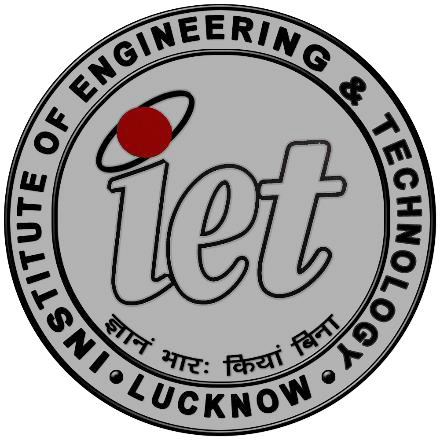 INSTITUTE OF ENGINEERING & TECHNOLOGY
iet
ज्ञानं भारः कियां बिना
• LUCKNOW •